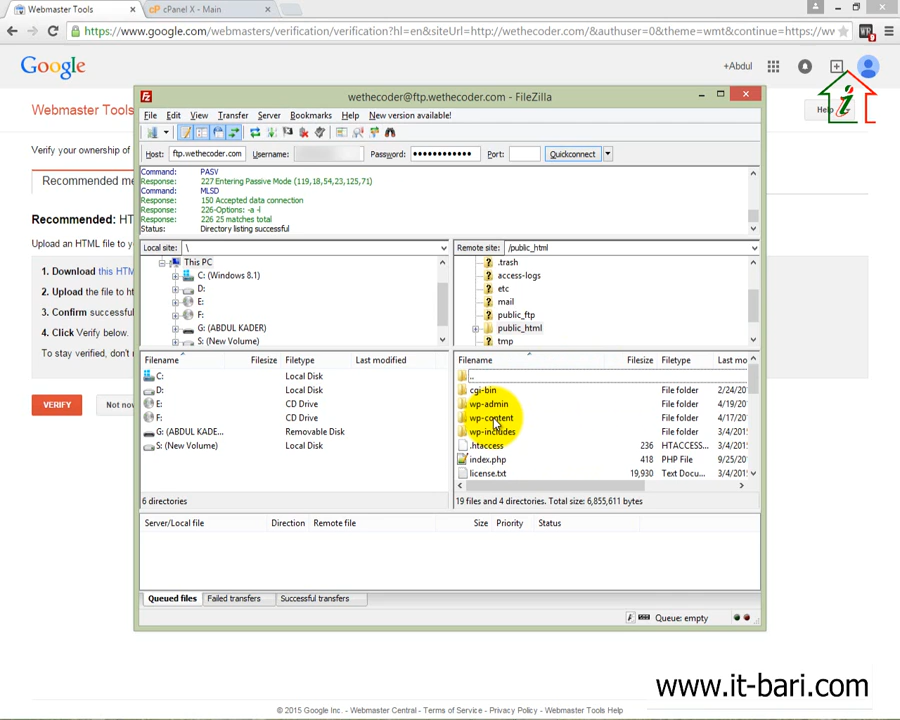 Webmaster Tools
cPanel X - Main
https://www.google.com/webmasters/verification/verification?hl=en&siteUrl=http://wethecoder.com/&authuser=0&theme=wmt&continue=https://wv
Google
+Abdul
Webmaster Tools
Help
i
Verify your ownership of
Recommended me
Recommended: HT
Upload an HTML file to y
1. Download this HTM
2. Upload the file to h
3. Confirm successful
4. Click Verify below.
To stay verified, don't r
VERIFY
Not now
wethecoder@ftp.wethecoder.com - FileZilla
File Edit View Transfer Server Bookmarks Help New version available!
Host: ftp.wethecoder.com Username: Password: •••••••••••• Port: Quickconnect
Command: PASV
Response: 227 Entering Passive Mode (119,18,54,23,125,71)
Command: MLSD
Response: 150 Accepted data connection
Response: 226-Options: -a -l
Response: 226 25 matches total
Status: Directory listing successful
Local site: \
This PC
C: (Windows 8.1)
D:
E:
F:
G: (ABDUL KADER)
S: (New Volume)
Remote site: /public_html
.trash
access-logs
etc
mail
public_ftp
public_html
tmp
Filename Filesize Filetype Last modified
C: Local Disk
D: Local Disk
E: CD Drive
F: CD Drive
G: (ABDUL KADE... Removable Disk
S: (New Volume) Local Disk
6 directories
Filename Filesize Filetype Last mo
..
cgi-bin File folder 2/24/20
wp-admin File folder 4/19/20
wp-content File folder 4/17/20
wp-includes File folder 3/4/201
.htaccess 236 HTACCESS... 3/4/201
index.php 418 PHP File 9/25/20
license.txt 19,930 Text Docu... 3/4/201
19 files and 4 directories. Total size: 6,855,611 bytes
Server/Local file Direction Remote file Size Priority Status
Queued files Failed transfers Successful transfers
Queue: empty
www.it-bari.com
© 2015 Google Inc. - Webmaster Central - Terms of Service - Privacy Policy - Webmaster Tools Help